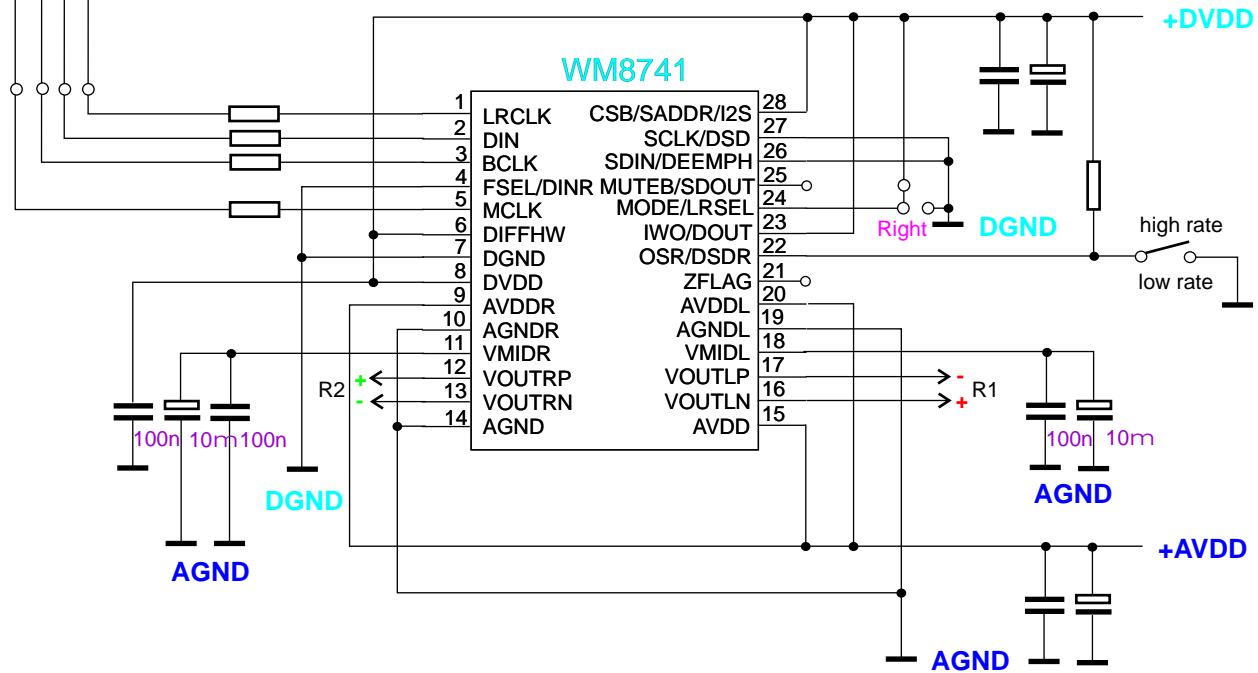 +DVDD
WM8741
1 LRCLK CSB/SADDR/I2S 28
2 DIN SCLK/DSD 27
3 BCLK SDIN/DEEMPH 26
4 FSEL/DINR MUTEB/SDOUT 25
5 MCLK MODE/LRSEL 24
6 DIFFHW IWO/DOUT 23
7 DGND OSR/DSDR 22
8 DVDD ZFLAG 21
9 AVDDR AVDDL 20
10 AGNDR AGNDL 19
11 VMIDR VMIDL 18
12 VOUTRP VOUTLP 17
13 VOUTRN VOUTLN 16
14 AGND AVDD 15
Right
DGND
high rate
low rate
+
R2
-
-
R1
+
100n 10m 100n
100n 10m
DGND
AGND
AGND
+AVDD
AGND